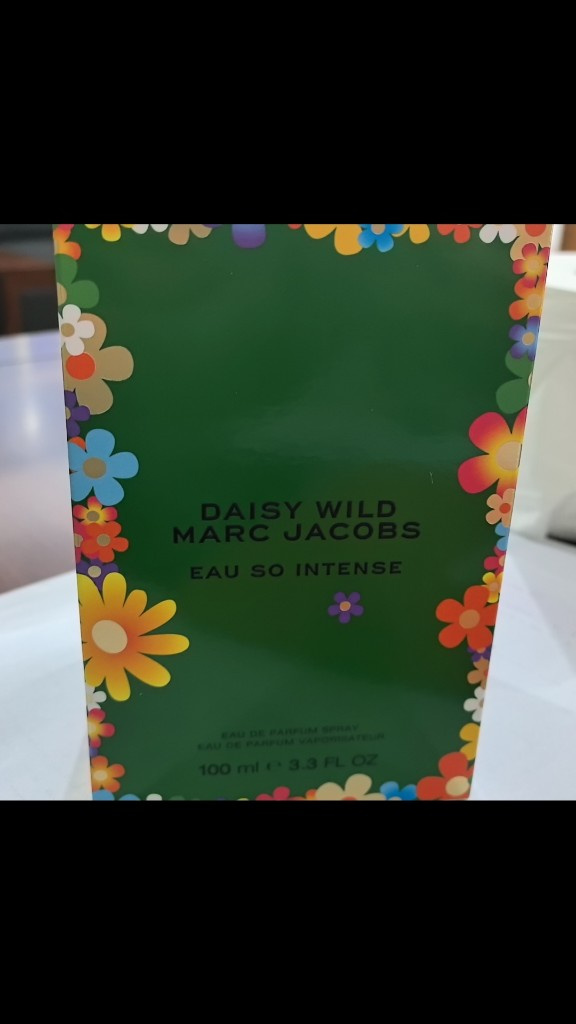 DAISY WILD
MARC JACOBS
EAU SO INTENSE
EAU DE PARFUM SPRAY
EAU DE PARFUM VAPORISATEUR
100 ml ℮ 3.3 FL OZ